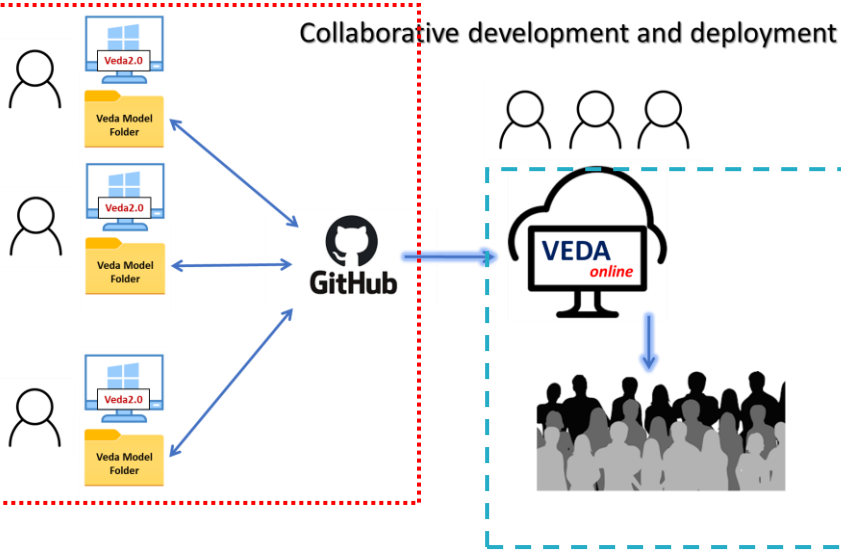 Collaborative development and deployment
Veda2.0
Veda Model
Folder
Veda2.0
Veda Model
Folder
Veda2.0
Veda Model
Folder
GitHub
VEDA
online